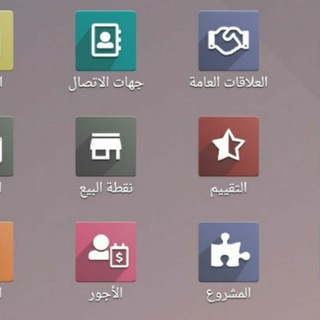 العلاقات العامة
جهات الاتصال
التقييم
نقطة البيع
المشروع
الأجور
$